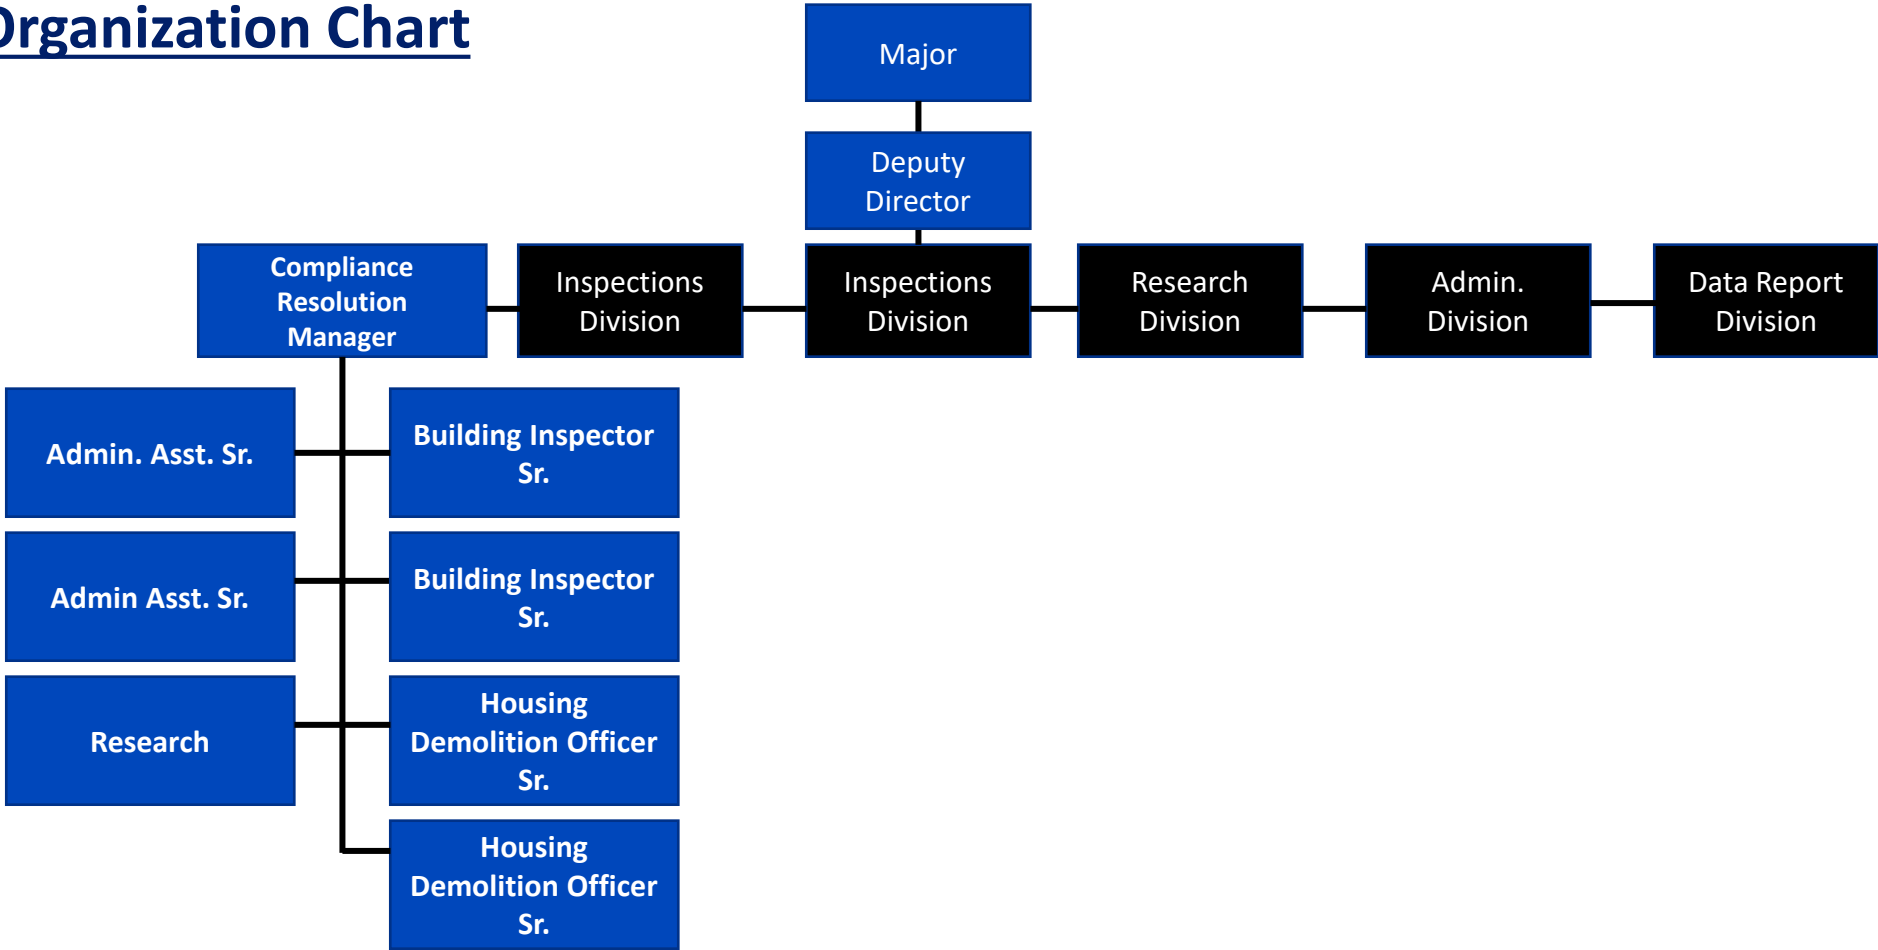 Organization Chart
Major
Deputy
Director
Compliance
Resolution
Manager
Inspections
Division
Inspections
Division
Research
Division
Admin.
Division
Data Report
Division
Admin. Asst. Sr.
Building Inspector
Sr.
Admin Asst. Sr.
Building Inspector
Sr.
Research
Housing
Demolition Officer
Sr.
Housing
Demolition Officer
Sr.